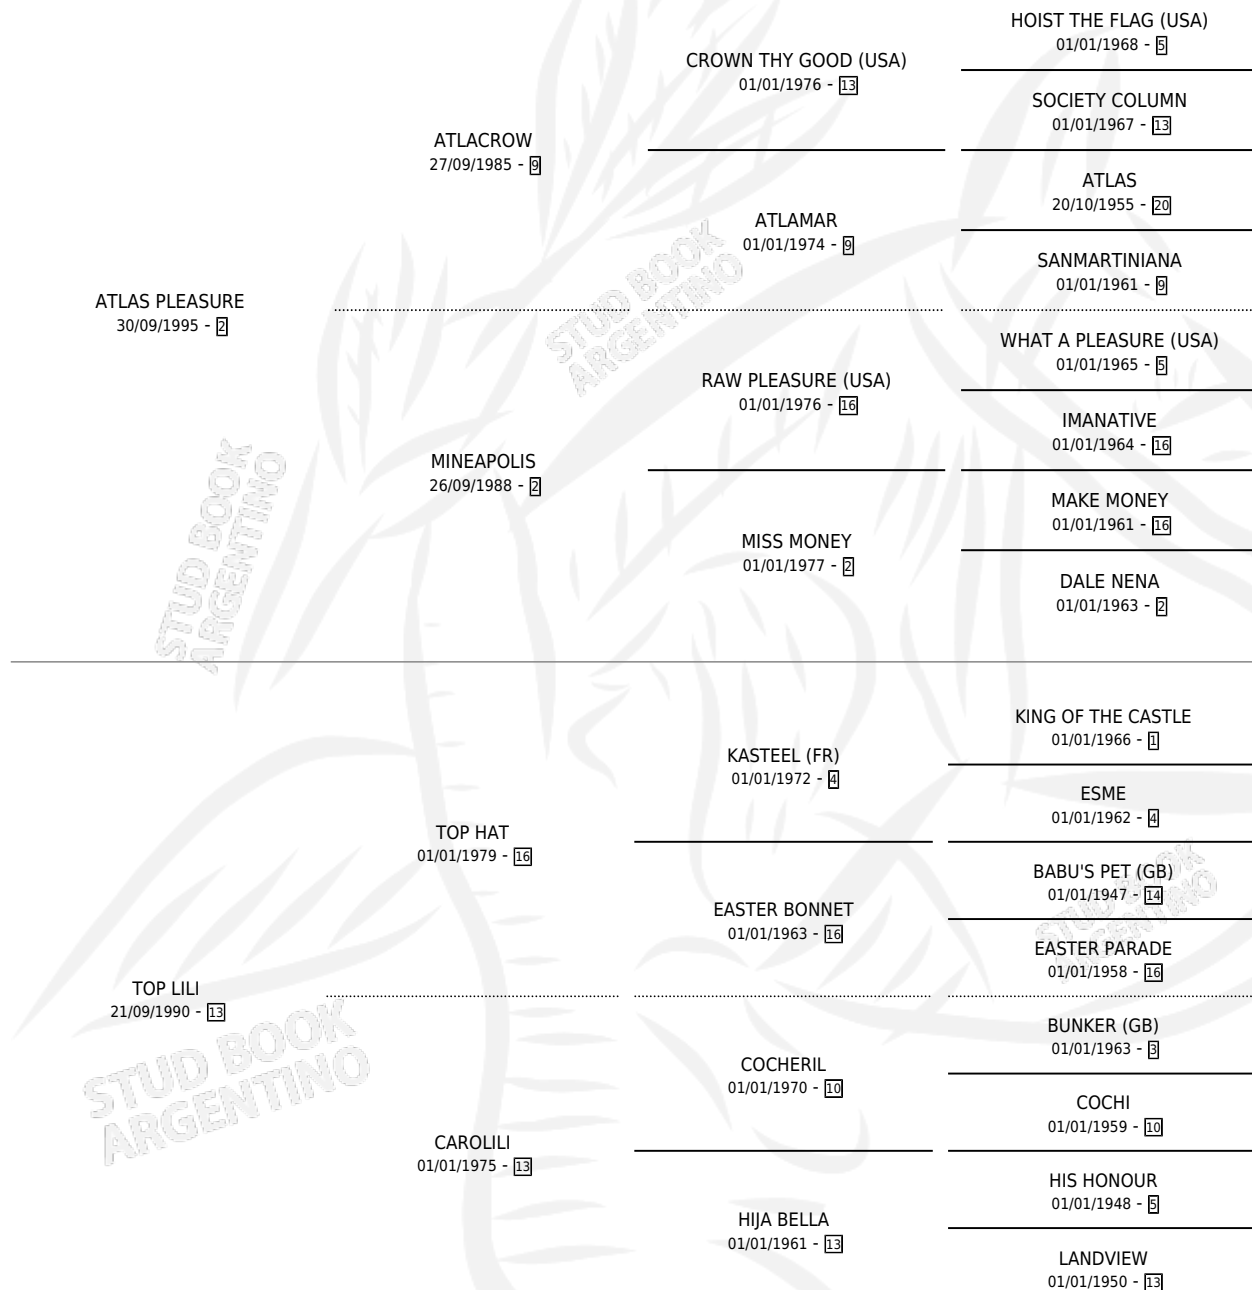 HOIST THE FLAG (USA)
01/01/1968 - 5
CROWN THY GOOD (USA)
01/01/1976 - 13
SOCIETY COLUMN
01/01/1967 - 13
ATLACROW
27/09/1985 - 9
ATLAS
20/10/1955 - 20
ATLAMAR
01/01/1974 - 9
SANMARTINIANA
01/01/1961 - 9
ATLAS PLEASURE
30/09/1995 - 2
WHAT A PLEASURE (USA)
01/01/1965 - 5
RAW PLEASURE (USA)
01/01/1976 - 16
IMANATIVE
01/01/1964 - 16
MINEAPOLIS
26/09/1988 - 2
MAKE MONEY
01/01/1961 - 16
MISS MONEY
01/01/1977 - 2
DALE NENA
01/01/1963 - 2
STUD BOOK
ARGENTINO
STUD BOOK
ARGENTINO
KING OF THE CASTLE
01/01/1966 - 1
KASTEEL (FR)
01/01/1972 - 4
ESME
01/01/1962 - 4
TOP HAT
01/01/1979 - 16
BABU'S PET (GB)
01/01/1947 - 14
EASTER BONNET
01/01/1963 - 16
EASTER PARADE
01/01/1958 - 16
TOP LILI
21/09/1990 - 13
BUNKER (GB)
01/01/1963 - 3
COCHERIL
01/01/1970 - 10
COCHI
01/01/1959 - 10
CAROLILI
01/01/1975 - 13
HIS HONOUR
01/01/1948 - 5
HIJA BELLA
01/01/1961 - 13
LANDVIEW
01/01/1950 - 13
STUD BOOK
ARGENTINO
STUD BOOK
ARGENTINO